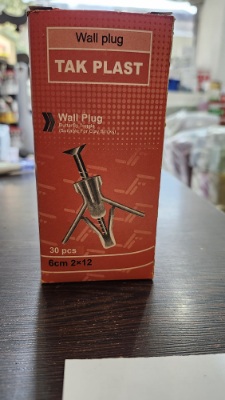 Wall plug
TAK PLAST
Wall Plug
30 pcs
6cm 2×12